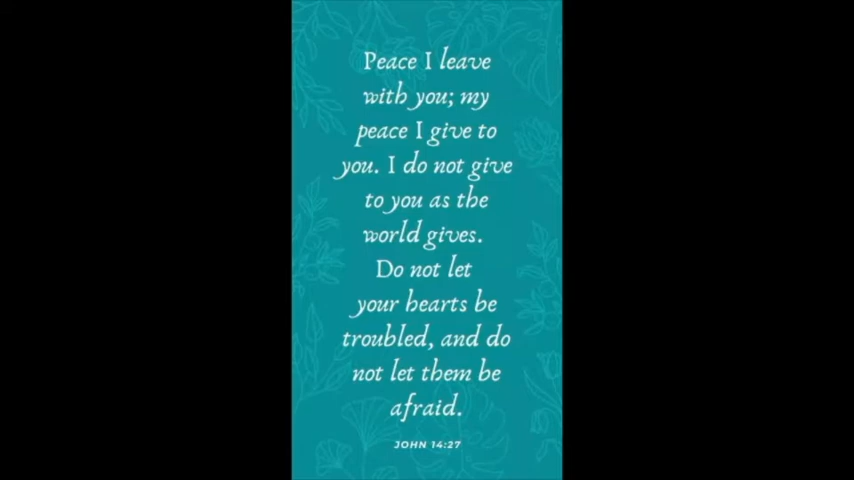 Peace I leave
with you; my
peace I give to
you. I do not give
to you as the
world gives.
Do not let
your hearts be
troubled, and do
not let them be
afraid.
JOHN 14:27